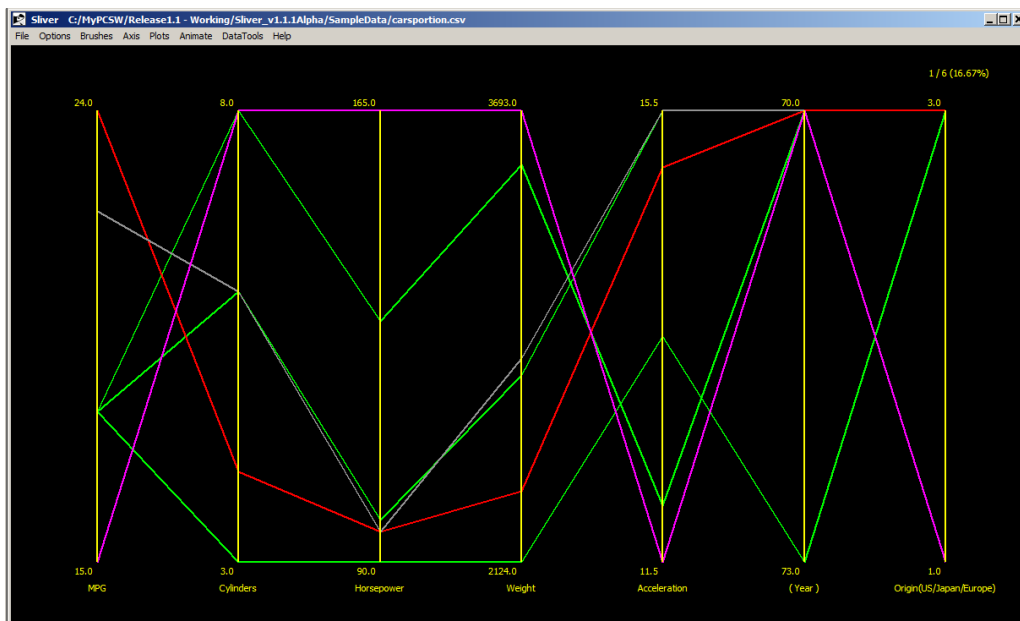 Sliver C:/MyPCSW/Release1.1 - Working/Sliver_v1.1.1Alpha/SampleData/carsportion.csv
File Options Brushes Axis Plots Animate DataTools Help
1 / 6 (16.67%)
24.0 8.0 165.0 3693.0 15.5 70.0 3.0
15.0 3.0 90.0 2124.0 11.5 73.0 1.0
MPG Cylinders Horsepower Weight Acceleration ( Year ) Origin(US/Japan/Europe)